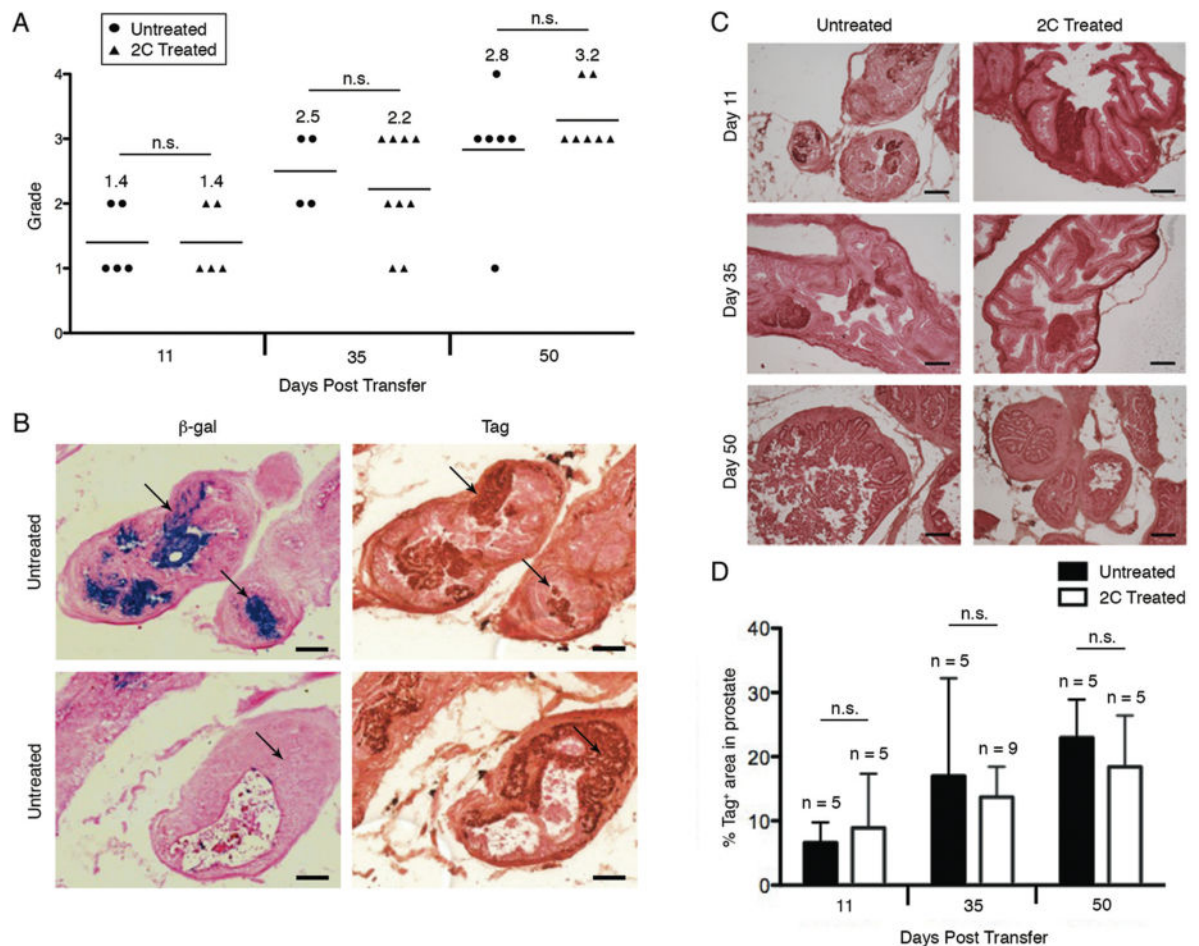 A
Untreated
2C Treated
n.s.
n.s.
n.s.
1.4
1.4
2.5
2.2
2.8
3.2
Grade
4
3
2
1
0
11
35
50
Days Post Transfer
B
β-gal
Tag
Untreated
Untreated
C
Untreated
2C Treated
Day 11
Day 35
Day 50
D
Untreated
2C Treated
n.s.
n.s.
n.s.
n = 5
n = 5
n = 5
n = 9
n = 5
n = 5
% Tag⁺ area in prostate
40
30
20
10
0
11
35
50
Days Post Transfer